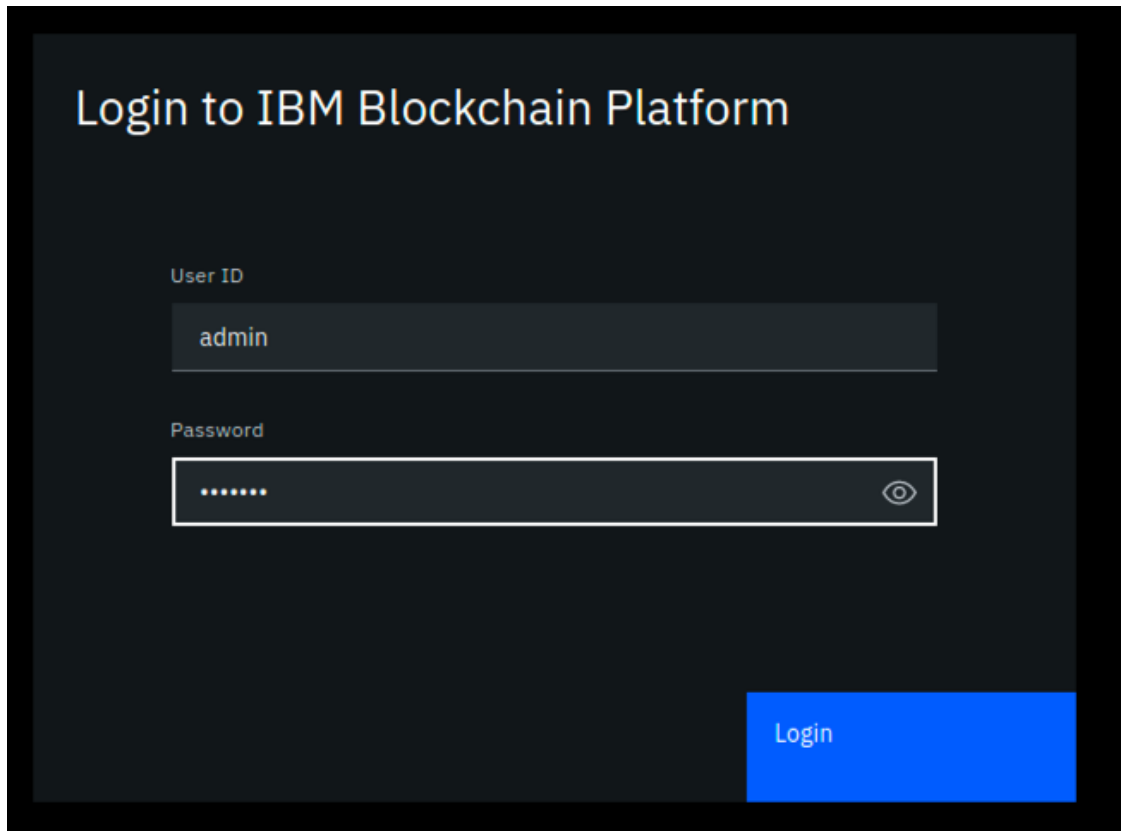 Login to IBM Blockchain Platform
User ID
admin
Password
•••••••
Login